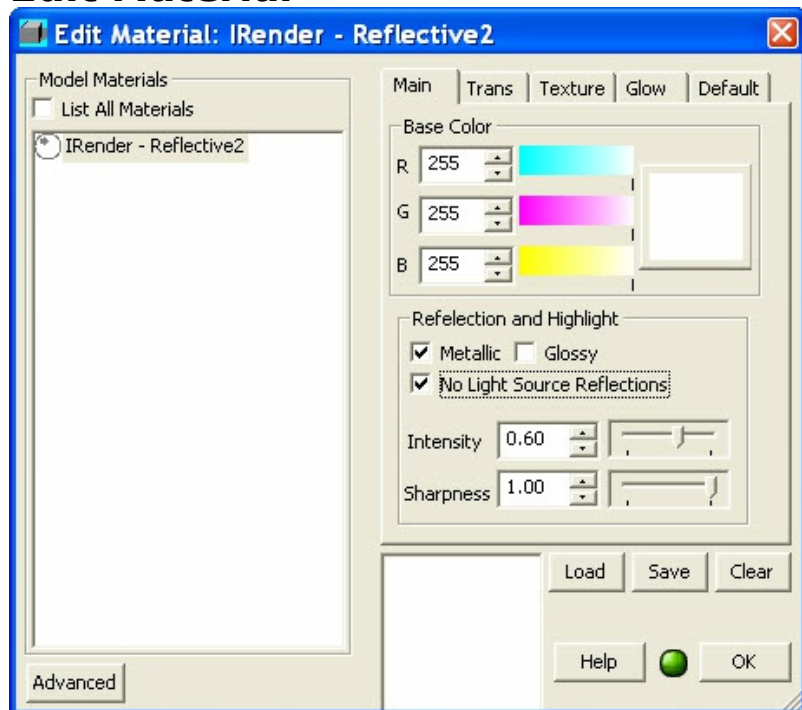 Edit Material: IRender - Reflective2
Model Materials
List All Materials
IRender - Reflective2
Main Trans Texture Glow Default
Base Color
R 255
G 255
B 255
Refelection and Highlight
Metallic Glossy
No Light Source Reflections
Intensity 0.60
Sharpness 1.00
Load Save Clear
Help OK
Advanced